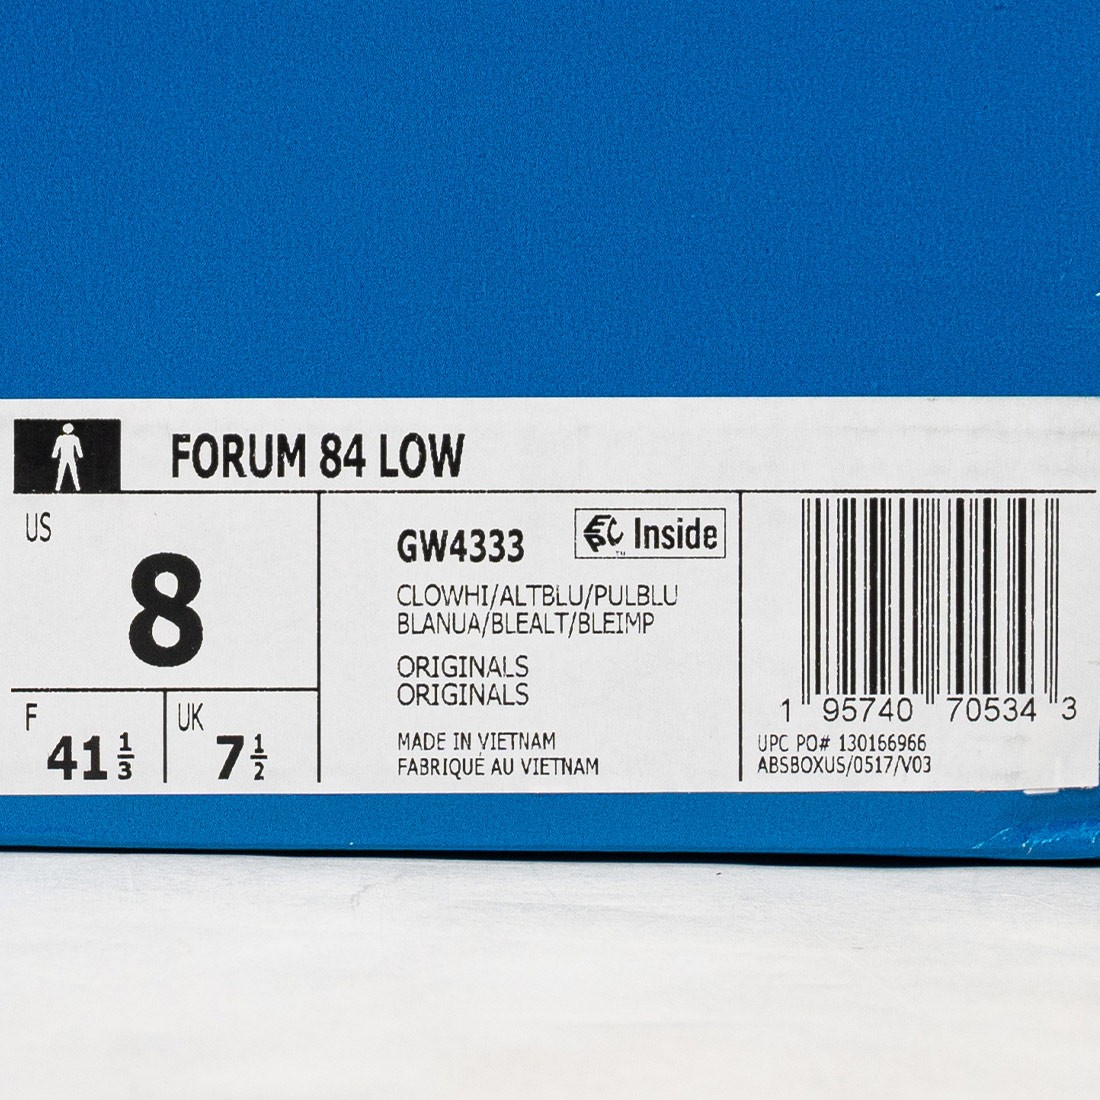 FORUM 84 LOW
US
8
F
41 1/3
UK
7 1/2
GW4333
EPC Inside
™
CLOWHI/ALTBLU/PULBLU
BLANUA/BLEALT/BLEIMP
ORIGINALS
ORIGINALS
MADE IN VIETNAM
FABRIQUÉ AU VIETNAM
1 95740 70534 3
UPC PO# 130166966
ABSBOXUS/0517/V03